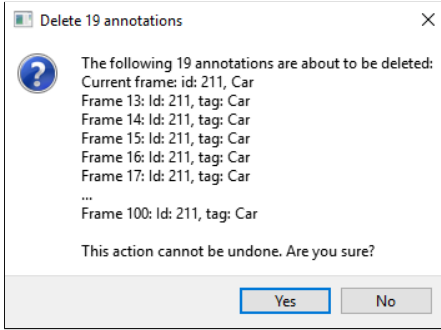 Delete 19 annotations
The following 19 annotations are about to be deleted:
Current frame: id: 211, Car
Frame 13: Id: 211, tag: Car
Frame 14: Id: 211, tag: Car
Frame 15: Id: 211, tag: Car
Frame 16: Id: 211, tag: Car
Frame 17: Id: 211, tag: Car
...
Frame 100: Id: 211, tag: Car
This action cannot be undone. Are you sure?
Yes No